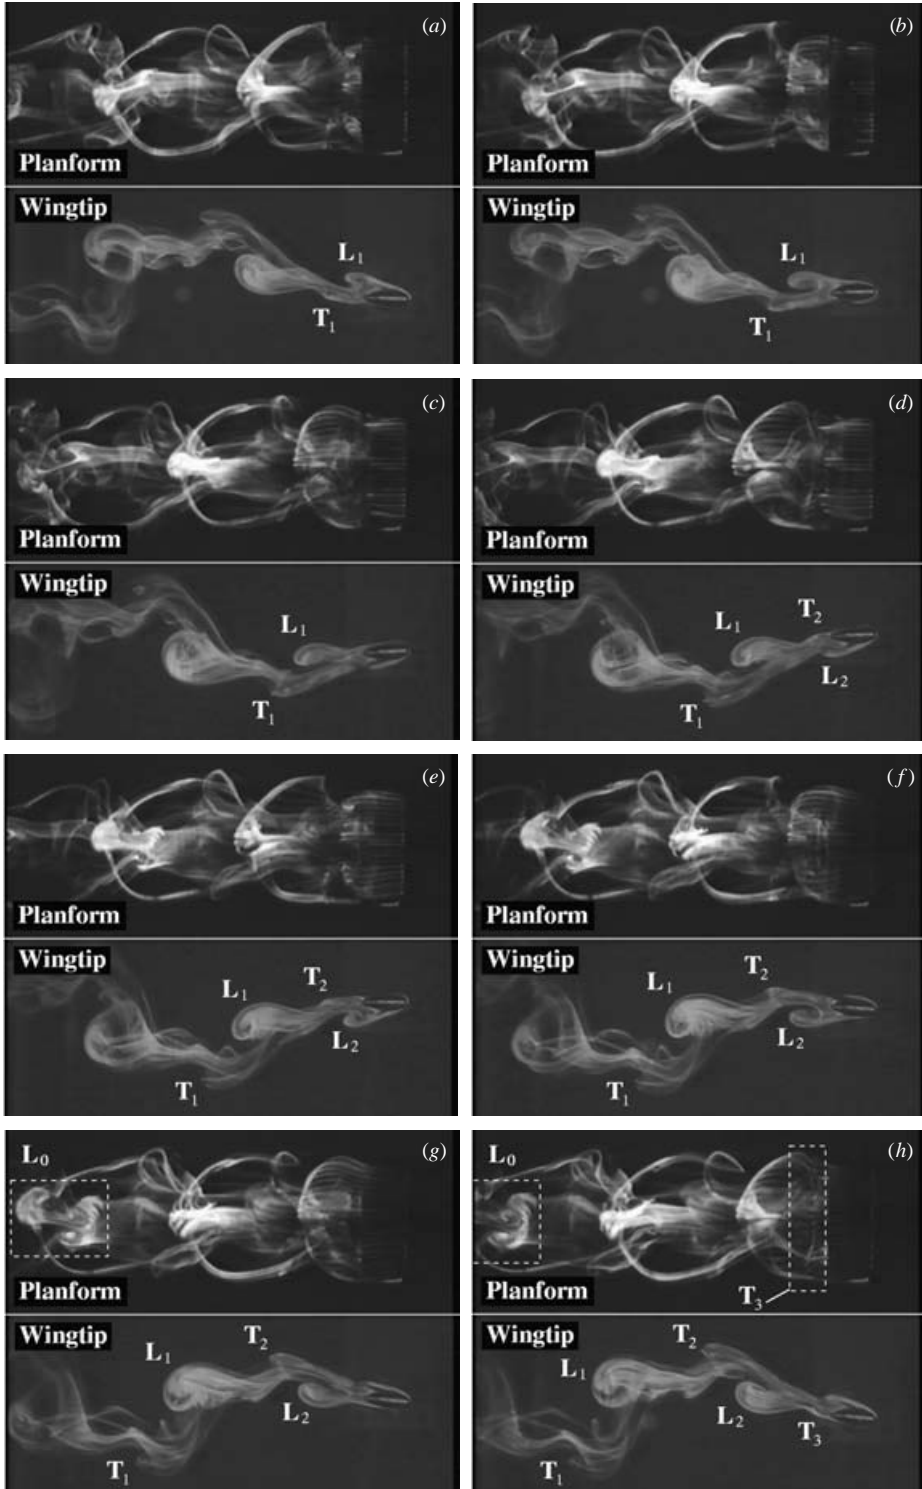 (a)
Planform
Wingtip
L1
T1
(b)
Planform
Wingtip
L1
T1
(c)
Planform
Wingtip
L1
T1
(d)
Planform
Wingtip
L1
T2
L2
T1
(e)
Planform
Wingtip
L1
T2
L2
T1
(f)
Planform
Wingtip
L1
T2
L2
T1
(g)
L0
Planform
Wingtip
L1
T2
L2
T1
(h)
L0
Planform
T3
Wingtip
L1
T2
L2
T3
T1